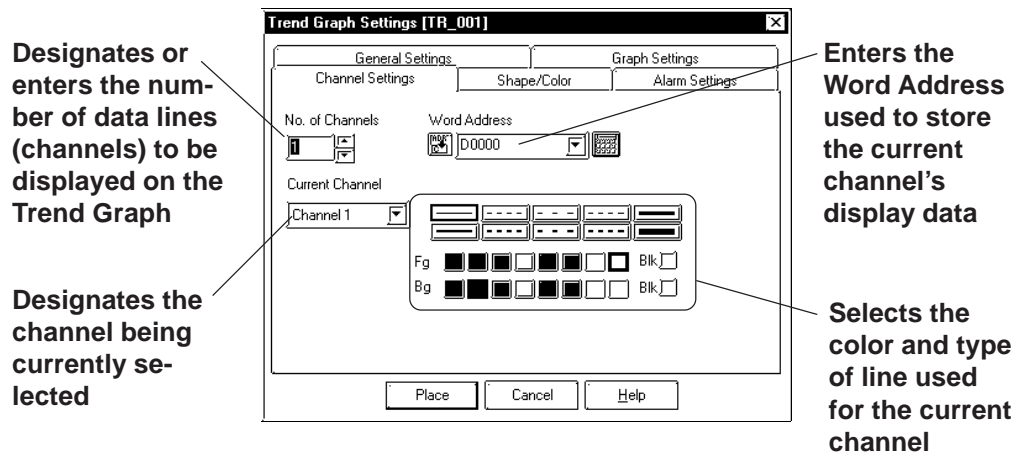 Trend Graph Settings [TR_001]
Designates or
enters the num-
ber of data lines
(channels) to be
displayed on the
Trend Graph
Designates the
channel being
currently se-
lected
General Settings
Graph Settings
Channel Settings
Shape/Color
Alarm Settings
No. of Channels
Word Address
1
D0000
Current Channel
Channel 1
Fg
Blk
Bg
Blk
Place
Cancel
Help
Enters the
Word Address
used to store
the current
channel's
display data
Selects the
color and type
of line used
for the current
channel